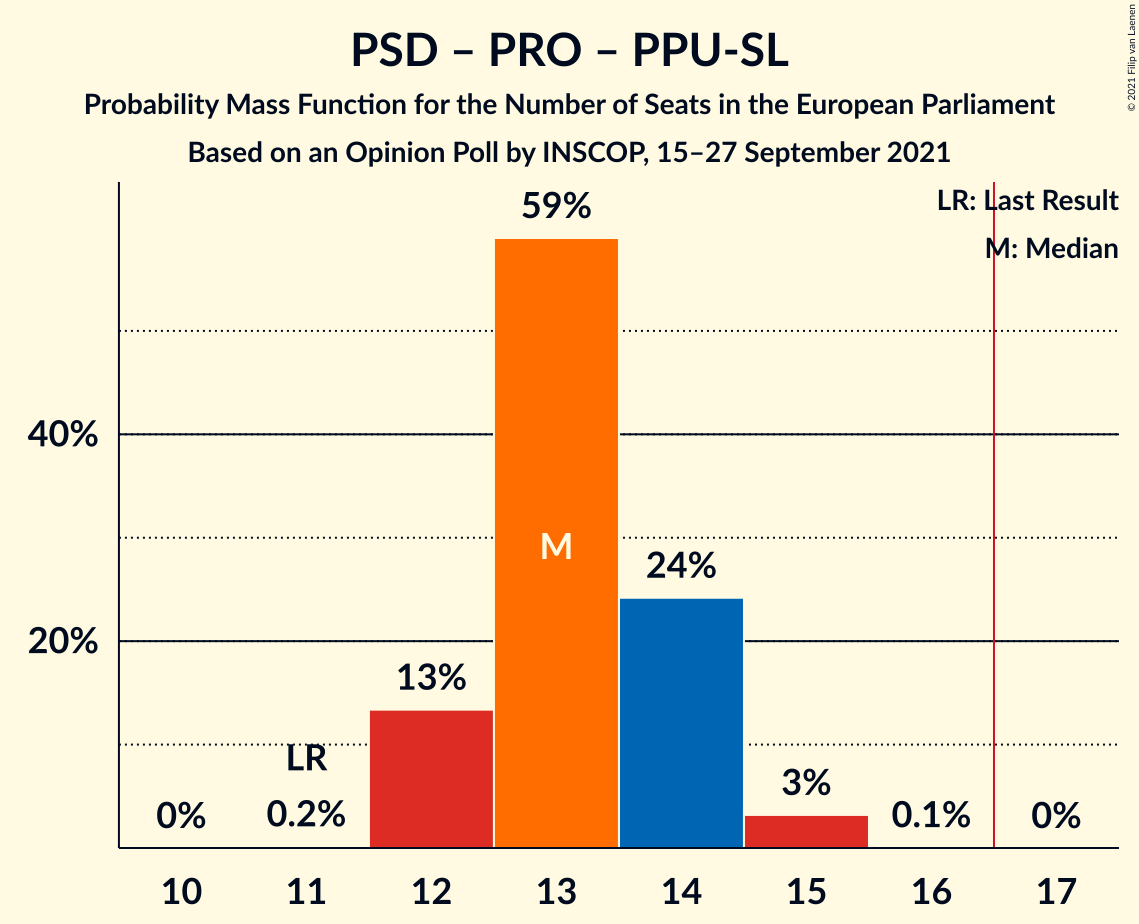 PSD – PRO – PPU-SL
Probability Mass Function for the Number of Seats in the European Parliament
Based on an Opinion Poll by INSCOP, 15–27 September 2021
© 2021 Filip van Laenen
LR: Last Result
M: Median
59%
40%
M
24%
20%
13%
LR
3%
0%
0.2%
0.1%
0%
10 11 12 13 14 15 16 17